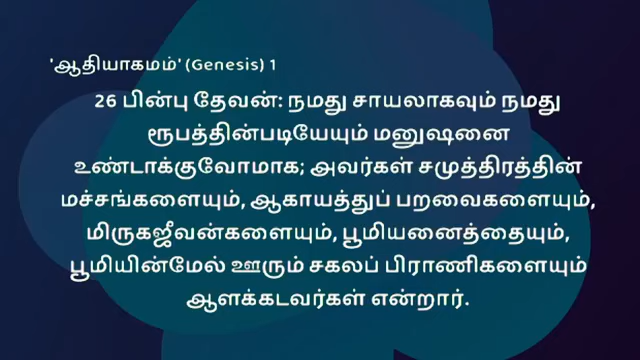 'ஆதியாகமம்' (Genesis) 1
26 பின்பு தேவன்: நமது சாயலாகவும் நமது
ரூபத்தின்படியேயும் மனுஷனை
உண்டாக்குவோமாக; அவர்கள் சமுத்திரத்தின்
மச்சங்களையும், ஆகாயத்துப் பறவைகளையும்,
மிருகஜீவன்களையும், பூமியனைத்தையும்,
பூமியின்மேல் ஊரும் சகலப் பிராணிகளையும்
ஆளக்கடவர்கள் என்றார்.